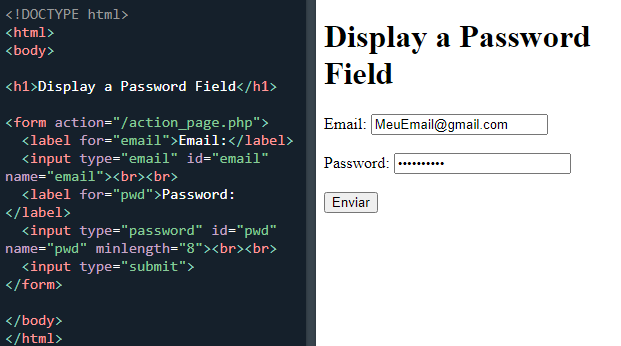 <!DOCTYPE html>
<html>
<body>
<h1>Display a Password Field</h1>
<form action="/action_page.php">
<label for="email">Email:</label>
<input type="email" id="email"
name="email"><br><br>
<label for="pwd">Password:
</label>
<input type="password" id="pwd"
name="pwd" minlength="8"><br><br>
<input type="submit">
</form>
</body>
</html>
Display a Password
Field
Email: MeuEmail@gmail.com
Password: ••••••••••
Enviar